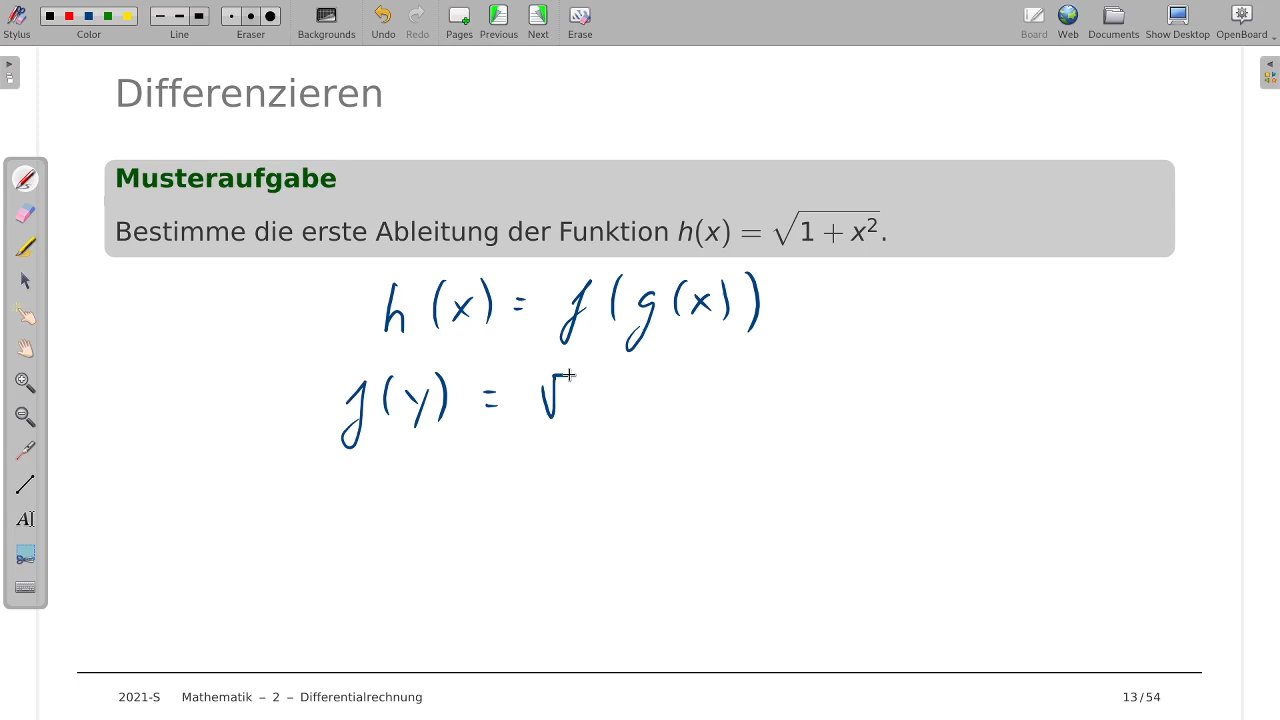 Stylus Color Line Eraser Backgrounds Undo Redo Pages Previous Next Erase Board Web Documents Show Desktop OpenBoard
Differenzieren
Musteraufgabe
Bestimme die erste Ableitung der Funktion h(x) = √(1 + x²).
h(x) = f(g(x))
f(y) = √
AI
2021-S Mathematik – 2 – Differentialrechnung 13/54